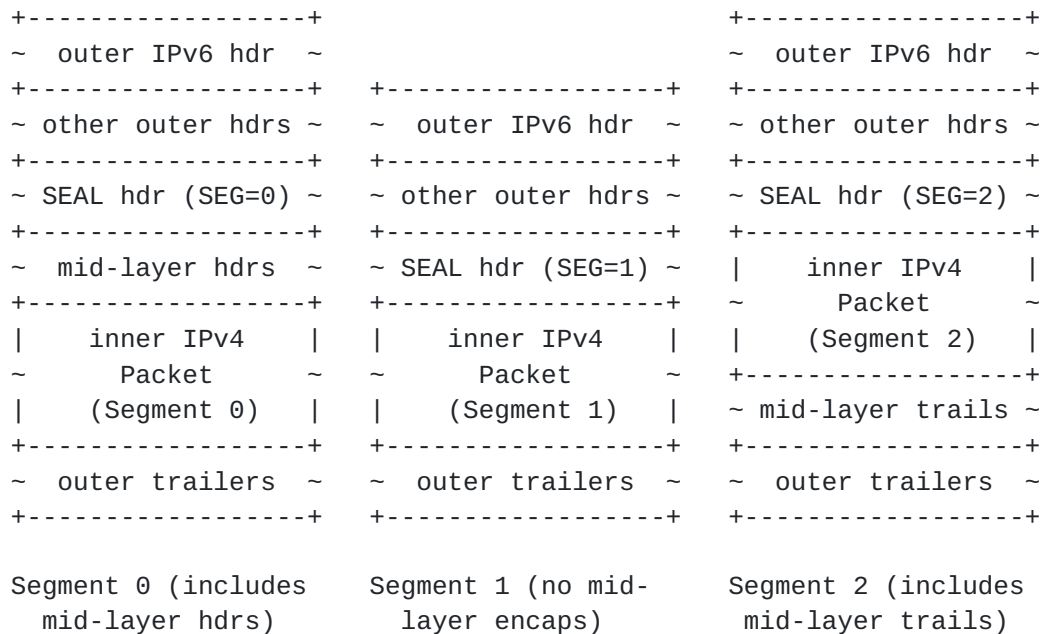 +------------------+                          +------------------+
~  outer IPv6 hdr  ~                          ~  outer IPv6 hdr  ~
+------------------+   +------------------+   +------------------+
~ other outer hdrs ~   ~  outer IPv6 hdr  ~   ~ other outer hdrs ~
+------------------+   +------------------+   +------------------+
~ SEAL hdr (SEG=0) ~   ~ other outer hdrs ~   ~ SEAL hdr (SEG=2) ~
+------------------+   +------------------+   +------------------+
~  mid-layer hdrs  ~   ~ SEAL hdr (SEG=1) ~   |    inner IPv4    |
+------------------+   +------------------+   ~      Packet      ~
|    inner IPv4    |   |    inner IPv4    |   |    (Segment 2)   |
~      Packet      ~   ~      Packet      ~   +------------------+
|    (Segment 0)   |   |    (Segment 1)   |   ~ mid-layer trails ~
+------------------+   +------------------+   +------------------+
~  outer trailers  ~   ~  outer trailers  ~   ~  outer trailers  ~
+------------------+   +------------------+   +------------------+

Segment 0 (includes    Segment 1 (no mid-     Segment 2 (includes
  mid-layer hdrs)        layer encaps)          mid-layer trails)